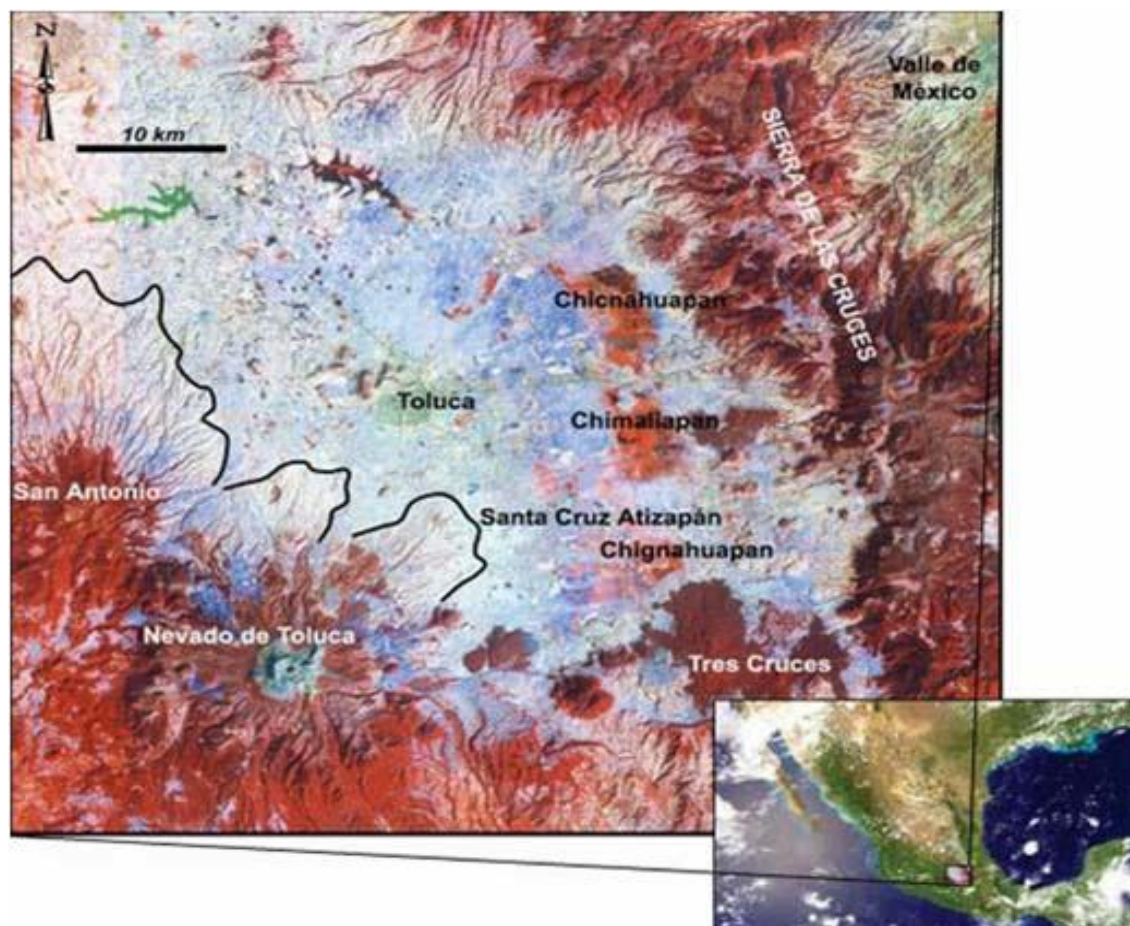 N
Valle de
México
10 km
SIERRA DE LAS CRUCES
Chicnahuapan
Toluca
Chimaliapan
San Antonio
Santa Cruz Atizapán
Chignahuapan
Nevado de Toluca
Tres Cruces